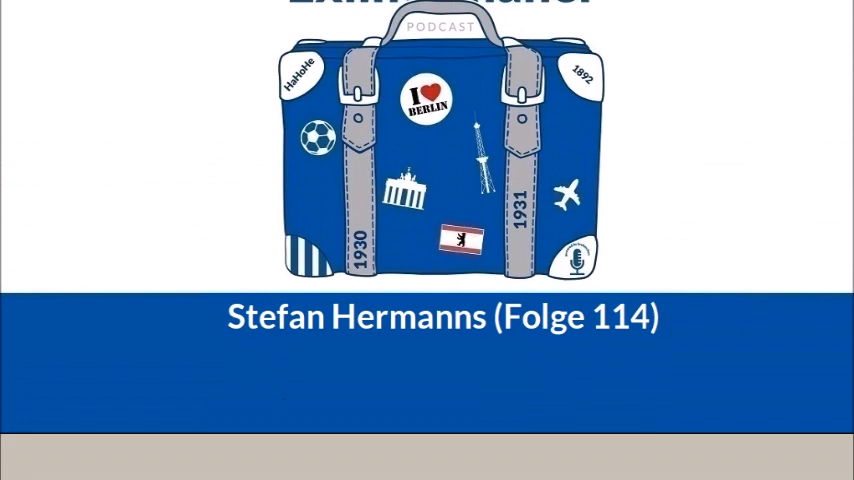 PODCAST
HaHoHe
1892
I
BERLIN
1931
1930
Stefan Hermanns (Folge 114)